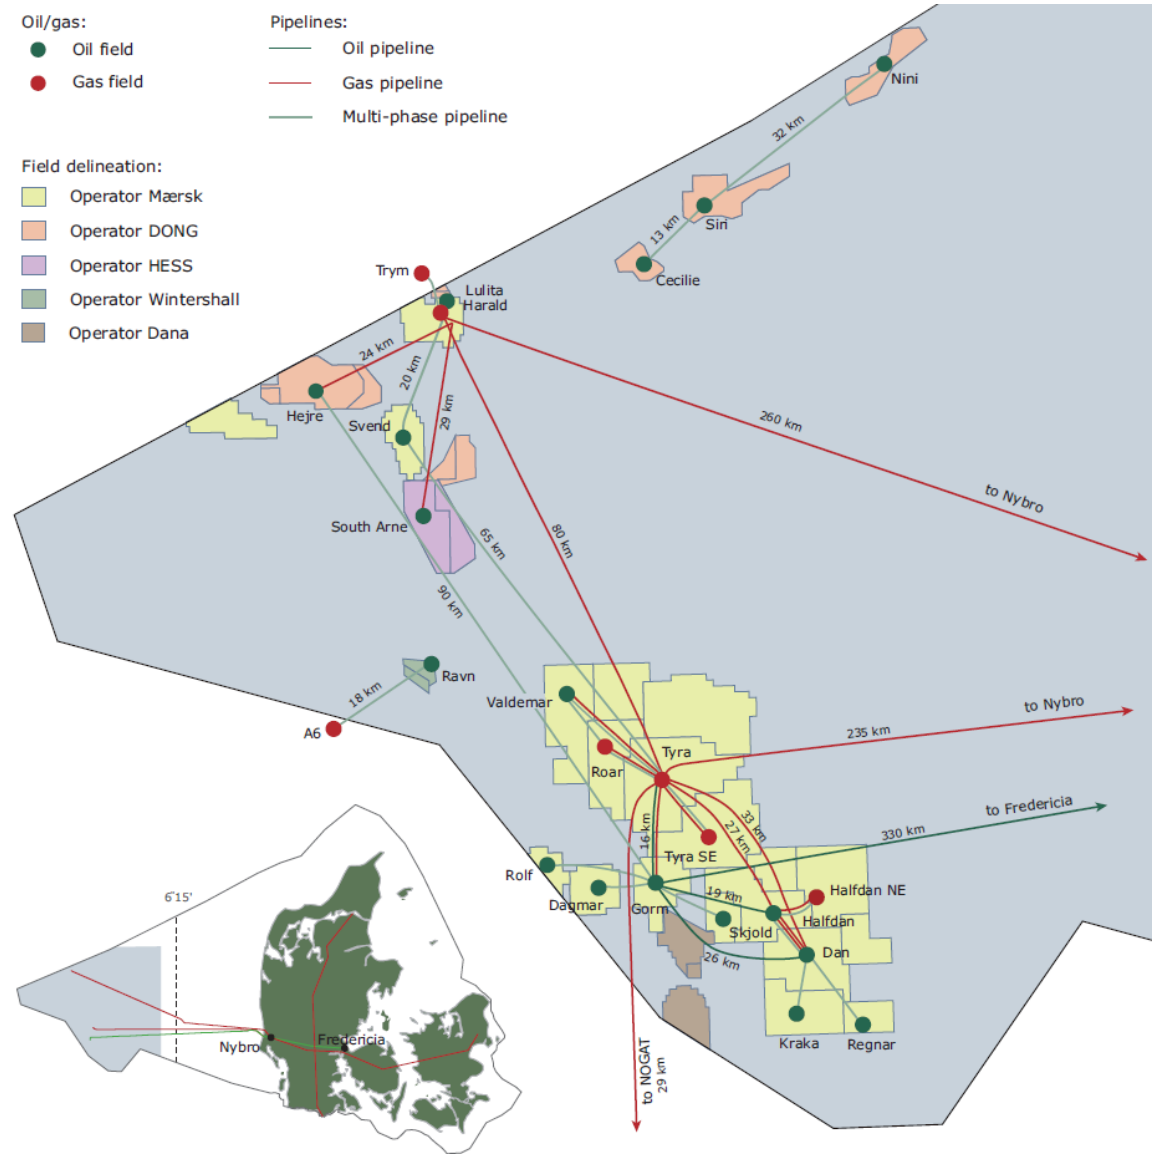 Oil/gas:
Oil field
Gas field
Pipelines:
Oil pipeline
Gas pipeline
Multi-phase pipeline
Field delineation:
Operator Mærsk
Operator DONG
Operator HESS
Operator Wintershall
Operator Dana
Nini
32 km
Siri
13 km
Cecilie
Trym
Lulita
Harald
24 km
20 km
29 km
Hejre
Svend
260 km
to Nybro
South Arne
65 km
80 km
90 km
Ravn
18 km
A6
Valdemar
Tyra
Roar
to Nybro
235 km
to Fredericia
330 km
16 km
27 km
33 km
Tyra SE
Rolf
Dagmar
Gorm
19 km
Halfdan NE
Halfdan
Skjold
Dan
26 km
Kraka
Regnar
to NOGAT
29 km
6°15'
Nybro
Fredericia